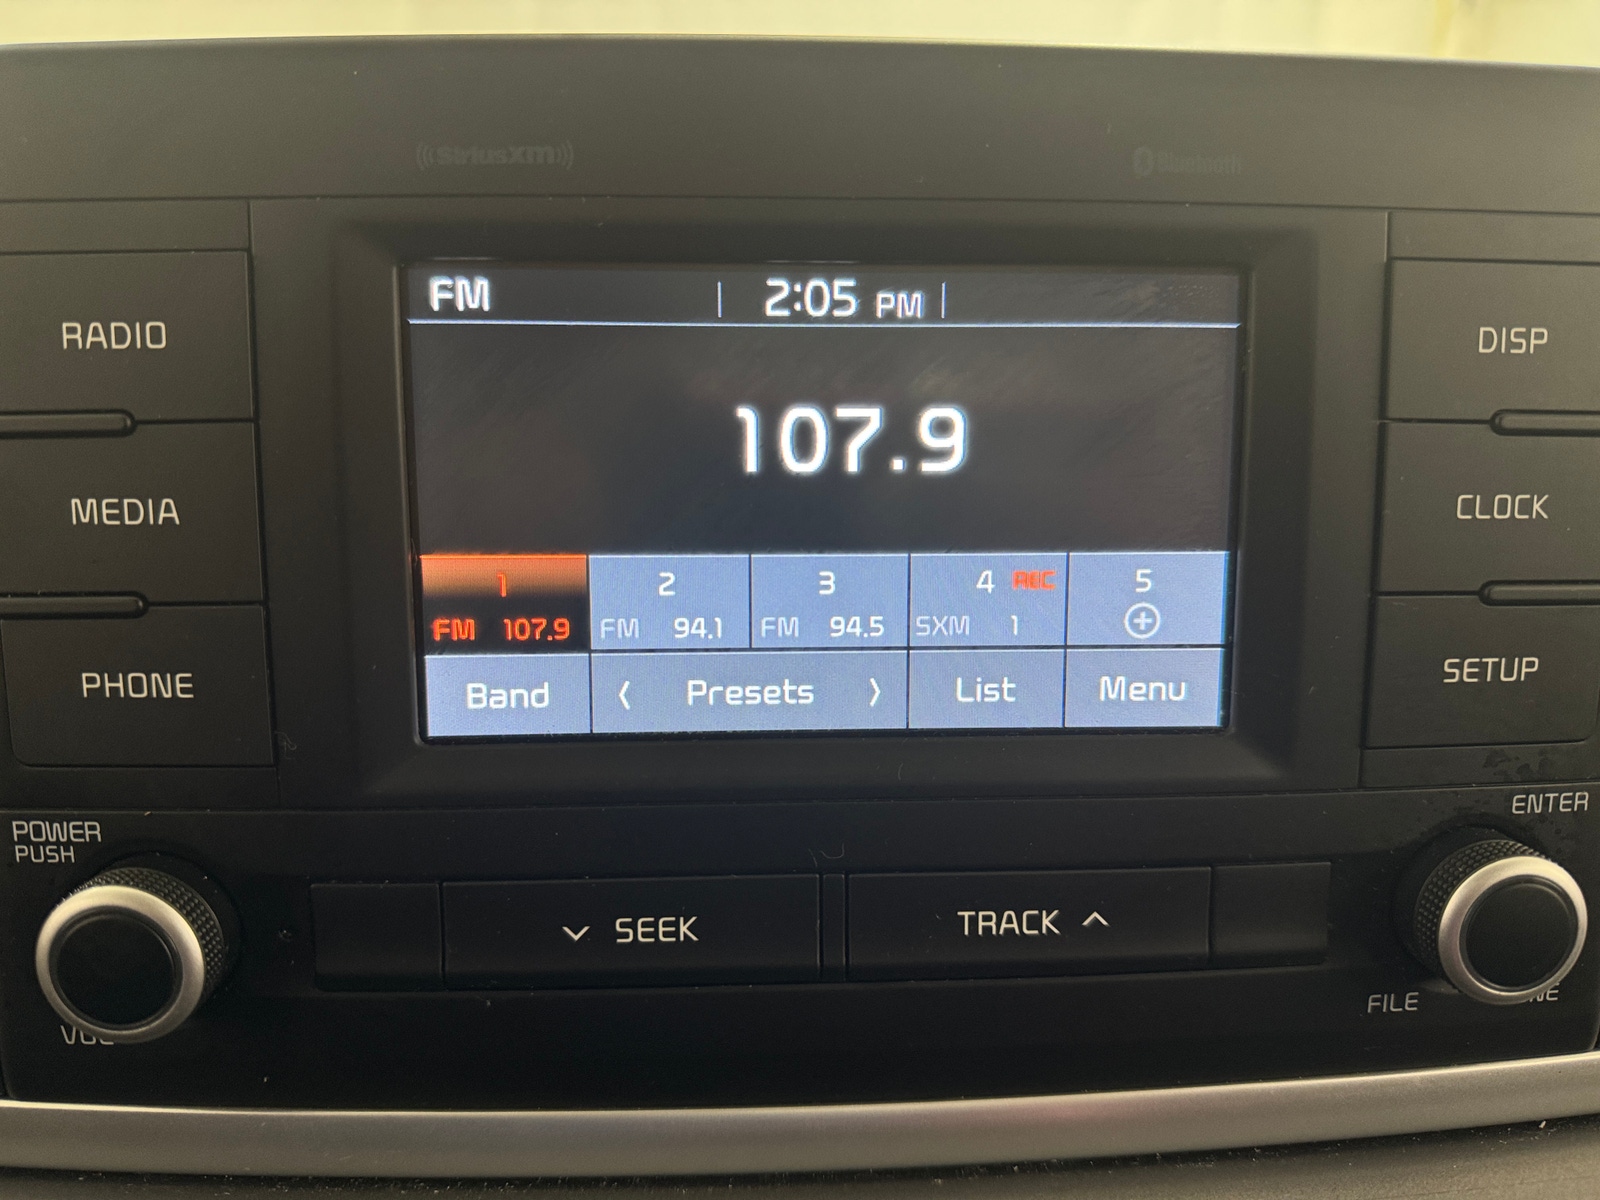 SiriusXM
Bluetooth
FM | 2:05 PM |
107.9
1 2 3 4 REC 5
FM 107.9 FM 94.1 FM 94.5 SXM 1
Band Presets List Menu
RADIO
MEDIA
PHONE
DISP
CLOCK
SETUP
POWER
PUSH
SEEK
TRACK
ENTER
FILE